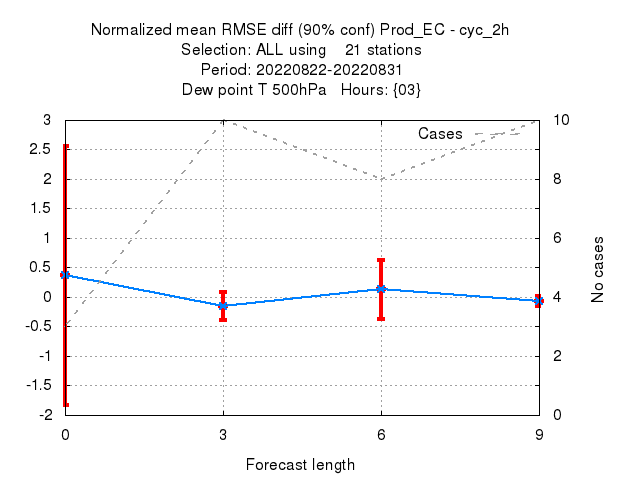 Normalized mean RMSE diff (90% conf) Prod_EC - cyc_2h
Selection: ALL using    21 stations
Period: 20220822-20220831
Dew point T 500hPa   Hours: {03}
Cases
3
2.5
2
1.5
1
0.5
0
-0.5
-1
-1.5
-2
10
8
6
4
2
0
No cases
0 3 6 9
Forecast length